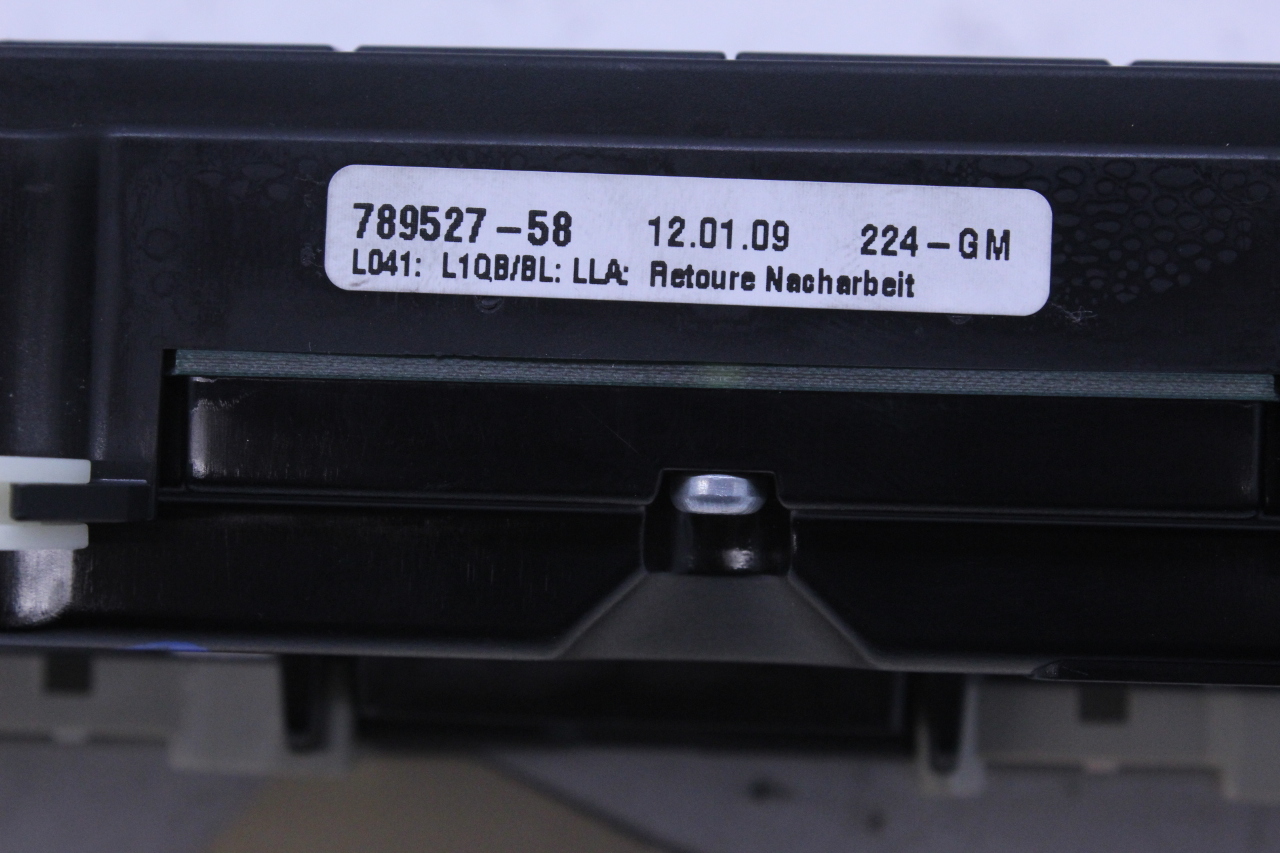 789527-58 12.01.09 224-GM
L041: L1QB/BL: LLA: Retoure Nacharbeit